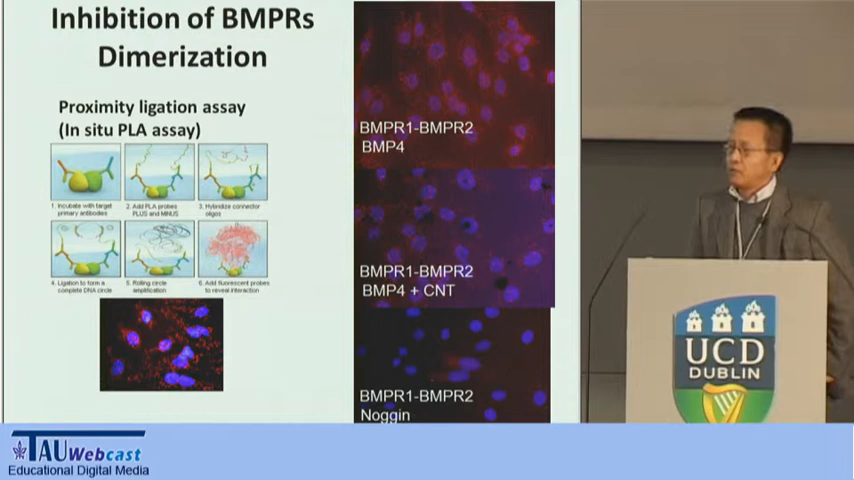 Inhibition of BMPRs
Dimerization
Proximity ligation assay
(In situ PLA assay)
1. Incubate with target
primary antibodies
2. Add PLA probes
PLUS and MINUS
3. Hybridize connector
oligos
4. Ligation to form a
complete DNA circle
5. Rolling circle
amplification
6. Add fluorescent probes
to reveal interaction
BMPR1-BMPR2
BMP4
BMPR1-BMPR2
BMP4 + CNT
BMPR1-BMPR2
Noggin
UCD
DUBLIN
TAU Webcast
Educational Digital Media